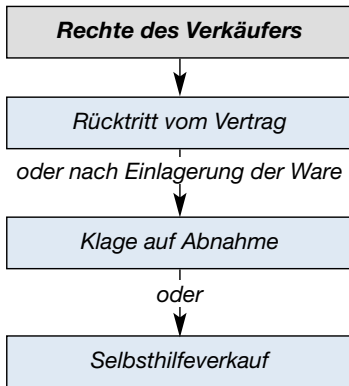 Rechte des Verkäufers
Rücktritt vom Vertrag
oder nach Einlagerung der Ware
Klage auf Abnahme
oder
Selbsthilfeverkauf